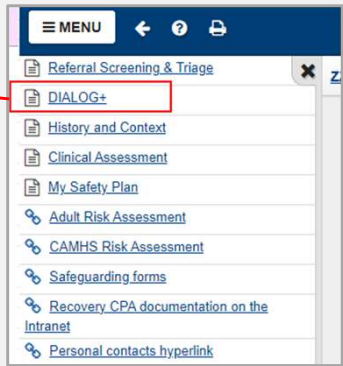 MENU
Referral Screening & Triage
DIALOG+
History and Context
Clinical Assessment
My Safety Plan
Adult Risk Assessment
CAMHS Risk Assessment
Safeguarding forms
Recovery CPA documentation on the
Intranet
Personal contacts hyperlink